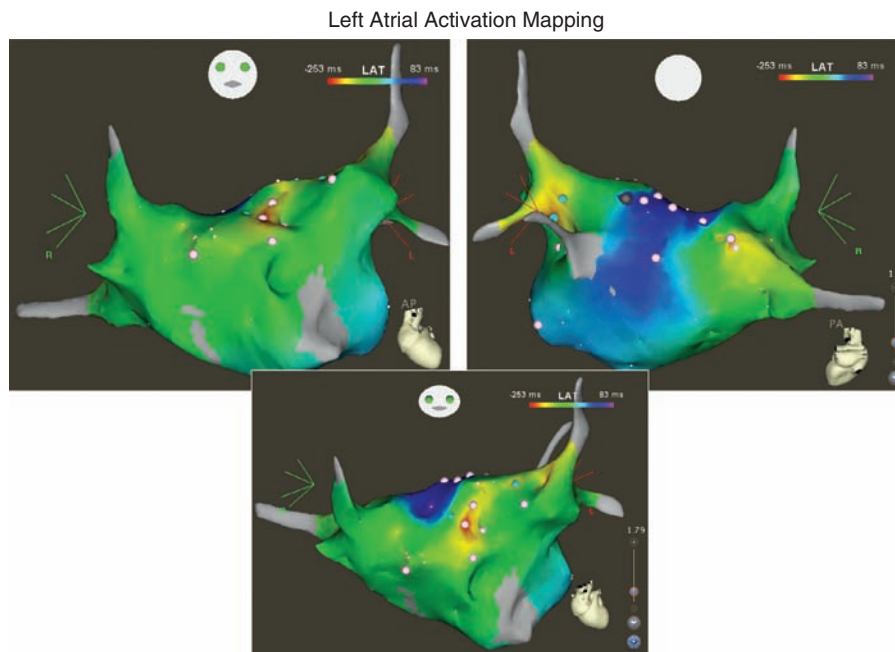 Left Atrial Activation Mapping
-253 ms LAT 83 ms
R
L
AP
-253 ms LAT 83 ms
L
R
1
PA
-253 ms LAT 83 ms
L
1.79